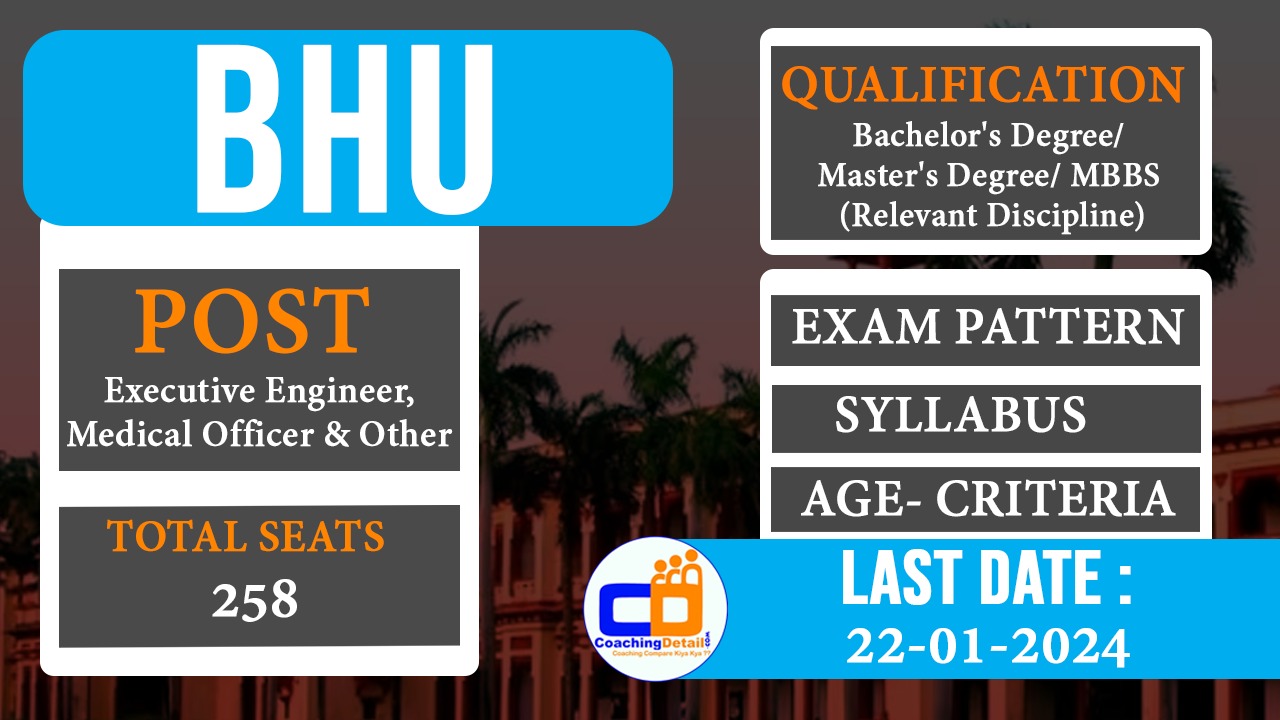 BHU
POST
Executive Engineer,
Medical Officer & Other
TOTAL SEATS
258
QUALIFICATION
Bachelor's Degree/
Master's Degree/ MBBS
(Relevant Discipline)
EXAM PATTERN
SYLLABUS
AGE- CRITERIA
CoachingDetail.com
Coaching Compare Kiya Kya ??
LAST DATE :
22-01-2024